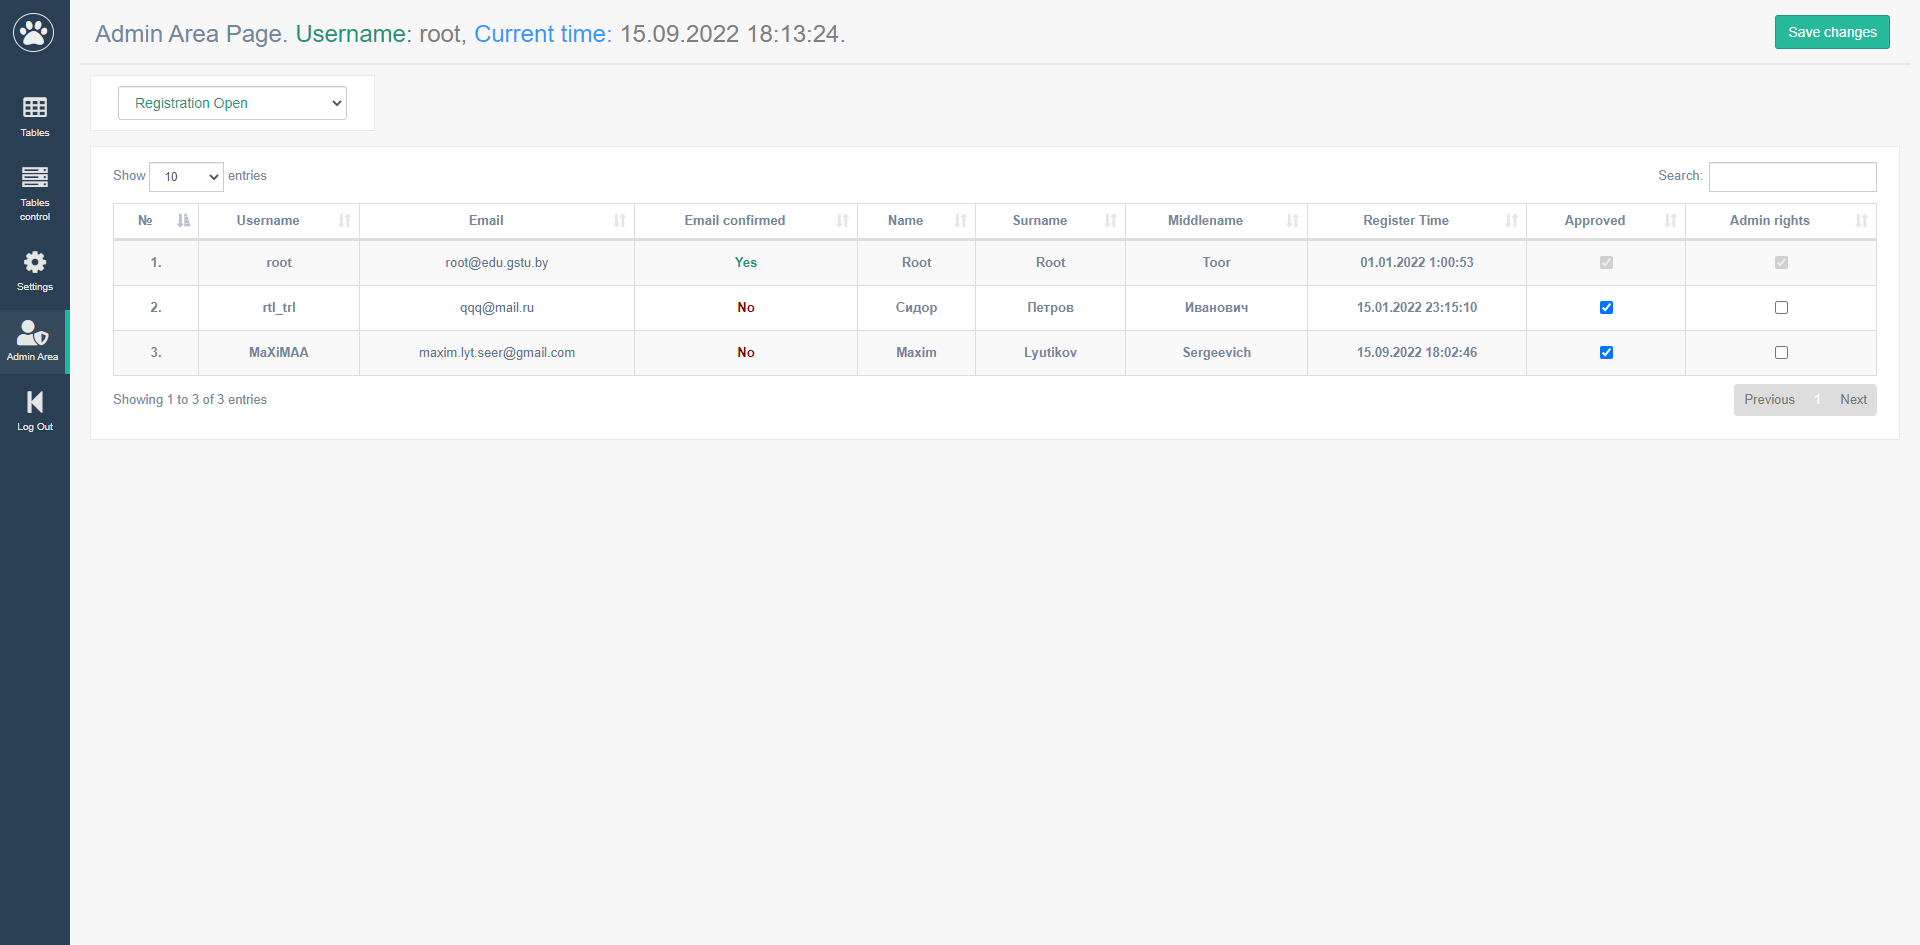 Admin Area Page. Username: root, Current time: 15.09.2022 18:13:24.
Save changes
Tables
Tables
control
Settings
Admin Area
Log Out
Registration Open
Show 10 entries
Search:
№ Username Email Email confirmed Name Surname Middlename Register Time Approved Admin rights
1. root root@edu.gstu.by Yes Root Root Toor 01.01.2022 1:00:53
2. rtl_trl qqq@mail.ru No Сидор Петров Иванович 15.01.2022 23:15:10
3. MaXiMAA maxim.lyt.seer@gmail.com No Maxim Lyutikov Sergeevich 15.09.2022 18:02:46
Showing 1 to 3 of 3 entries
Previous 1 Next